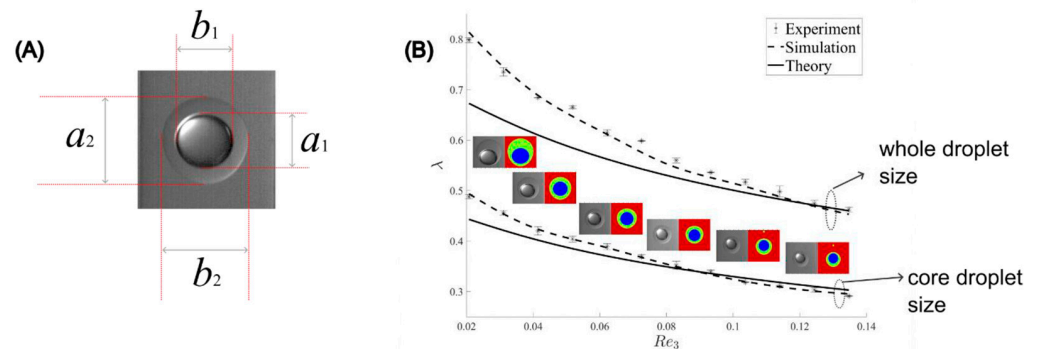 (A)
b1
a2
a1
b2
(B)
Experiment
Simulation
Theory
0.8
0.7
0.6
0.5
0.4
0.3
λ
0.02
0.04
0.06
0.08
0.1
0.12
0.14
Re3
whole droplet
size
core droplet
size